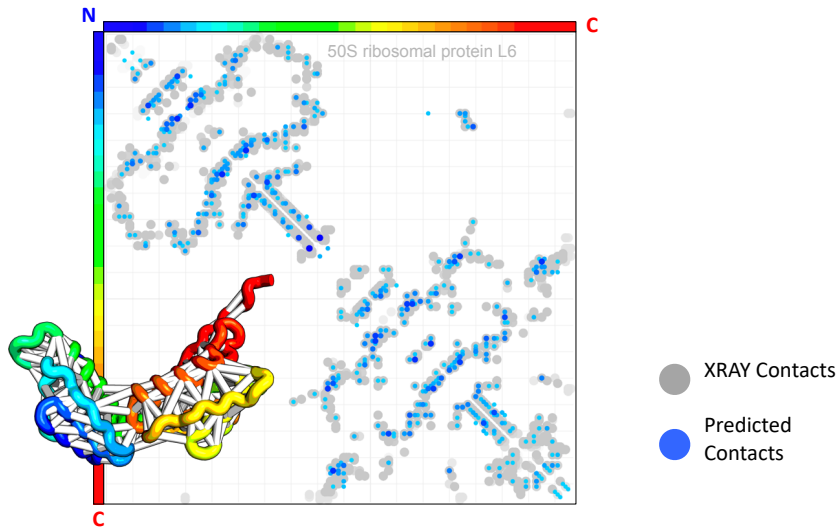 N
C
50S ribosomal protein L6
XRAY Contacts
Predicted
Contacts
C